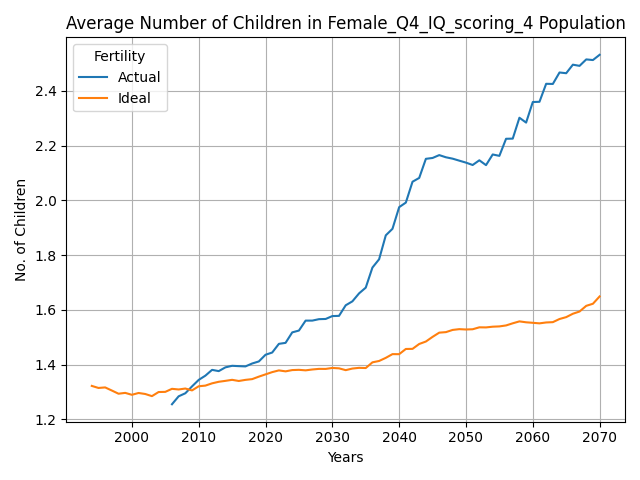 Average Number of Children in Female_Q4_IQ_scoring_4 Population
Fertility
Actual
Ideal
No. of Children
2.4
2.2
2.0
1.8
1.6
1.4
1.2
2000 2010 2020 2030 2040 2050 2060 2070
Years